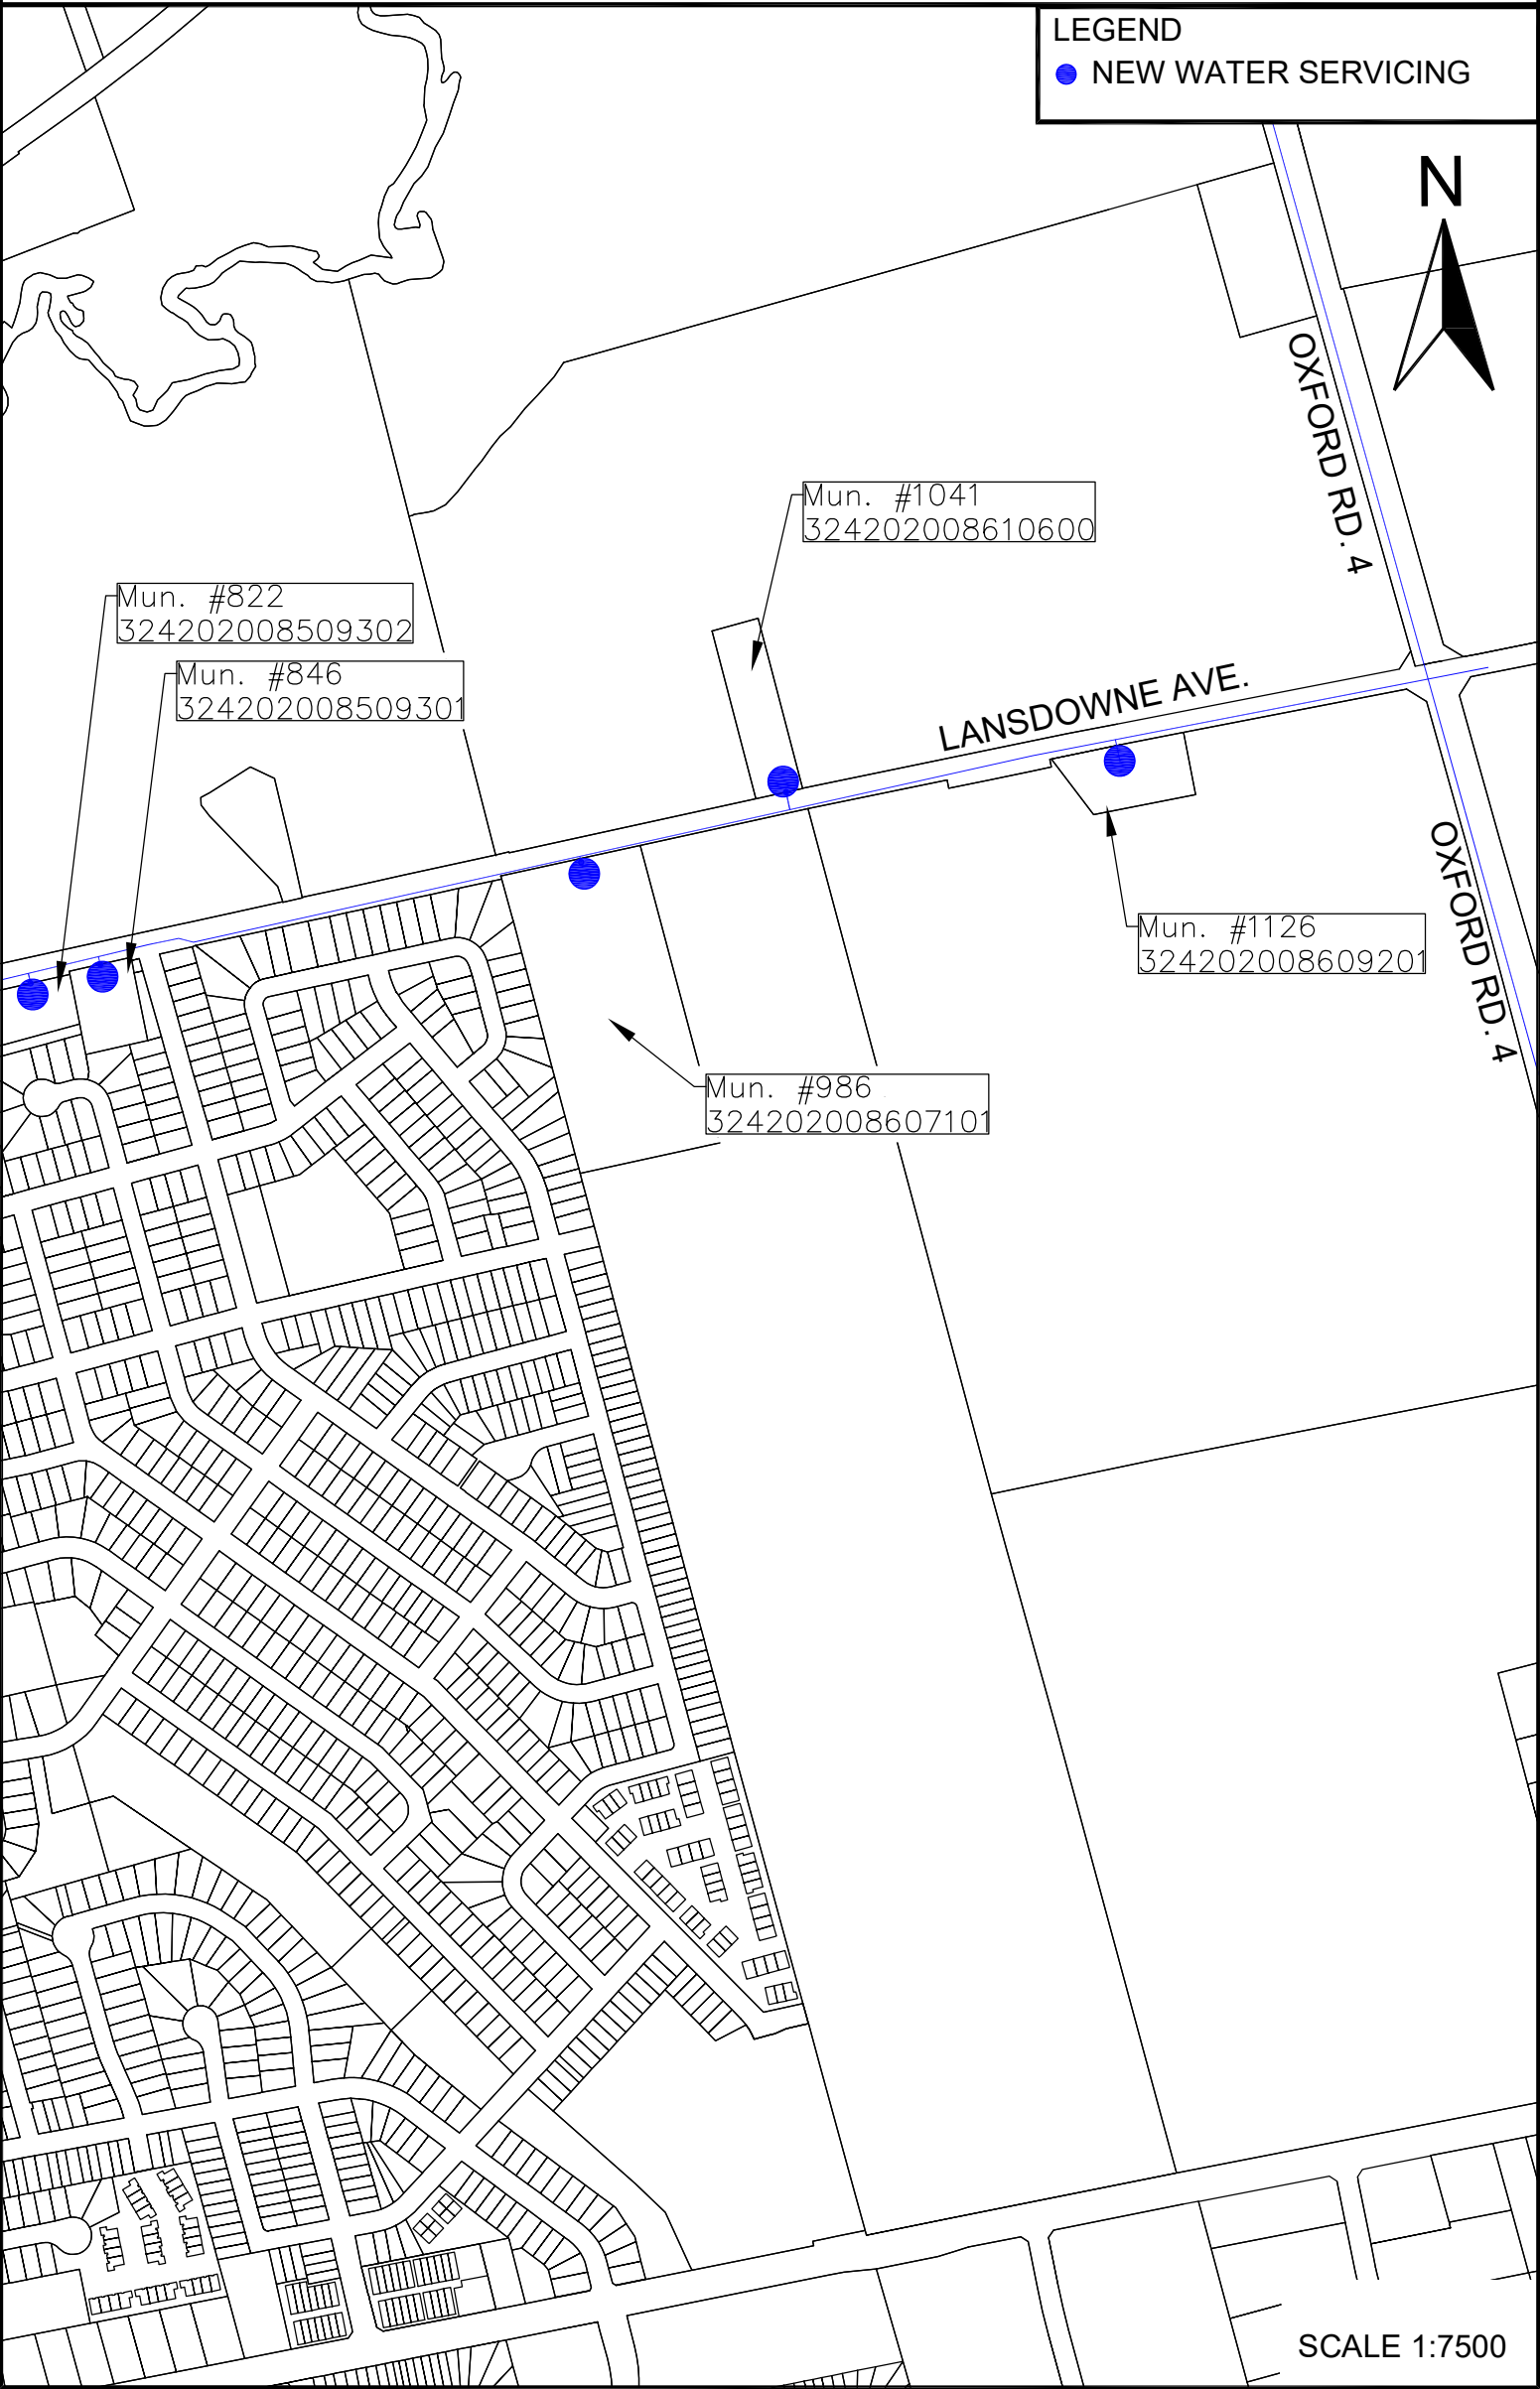 LEGEND
NEW WATER SERVICING
N
OXFORD RD. 4
Mun. #1041
324202008610600
Mun. #822
324202008509302
Mun. #846
324202008509301
LANSDOWNE AVE.
OXFORD RD. 4
Mun. #1126
324202008609201
Mun. #986
324202008607101
SCALE 1:7500